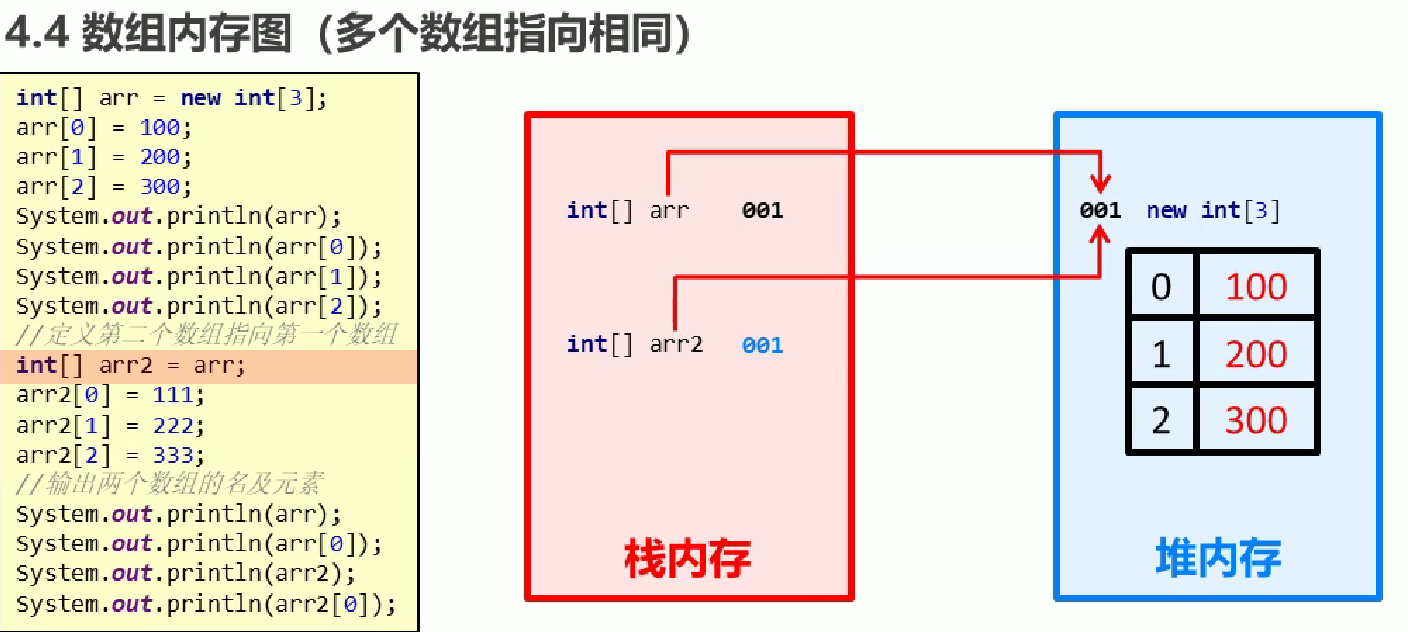 4.4 数组内存图（多个数组指向相同）
int[] arr = new int[3];
arr[0] = 100;
arr[1] = 200;
arr[2] = 300;
System.out.println(arr);
System.out.println(arr[0]);
System.out.println(arr[1]);
System.out.println(arr[2]);
//定义第二个数组指向第一个数组
int[] arr2 = arr;
arr2[0] = 111;
arr2[1] = 222;
arr2[2] = 333;
//输出两个数组的名及元素
System.out.println(arr);
System.out.println(arr[0]);
System.out.println(arr2);
System.out.println(arr2[0]);
int[] arr 001
int[] arr2 001
栈内存
001 new int[3]
0 100
1 200
2 300
堆内存